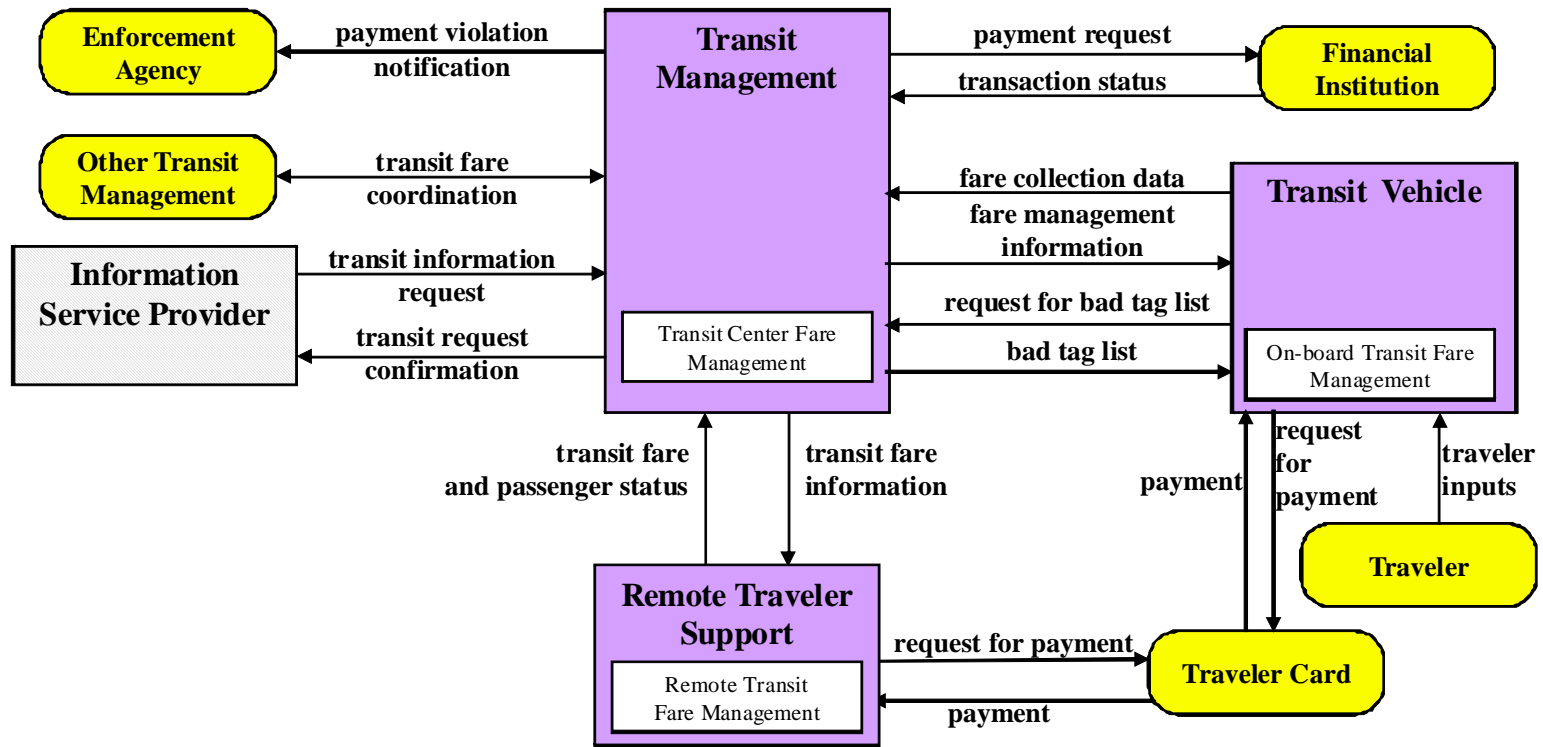 Enforcement
Agency
payment violation
notification
Transit
Management
payment request
transaction status
Financial
Institution
Other Transit
Management
transit fare
coordination
fare collection data
fare management
information
Transit Vehicle
Information
Service Provider
transit information
request
transit request
confirmation
Transit Center Fare
Management
request for bad tag list
bad tag list
On-board Transit Fare
Management
transit fare
and passenger status
transit fare
information
payment
request
for
payment
traveler
inputs
Traveler
Remote Traveler
Support
Remote Transit
Fare Management
request for payment
payment
Traveler Card